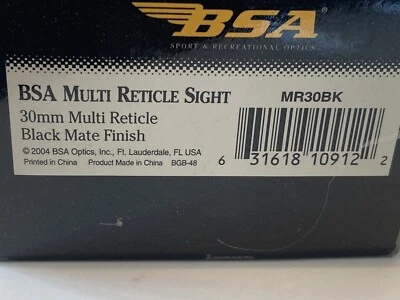 BSA
SPORT & RECREATIONAL OPTICS
BSA MULTI RETICLE SIGHT
MR30BK
30mm Multi Reticle
Black Mate Finish
© 2004 BSA Optics, Inc., Ft. Lauderdale, FL USA
Printed in China Product Made in China BGB-48
6 31618 10912 2